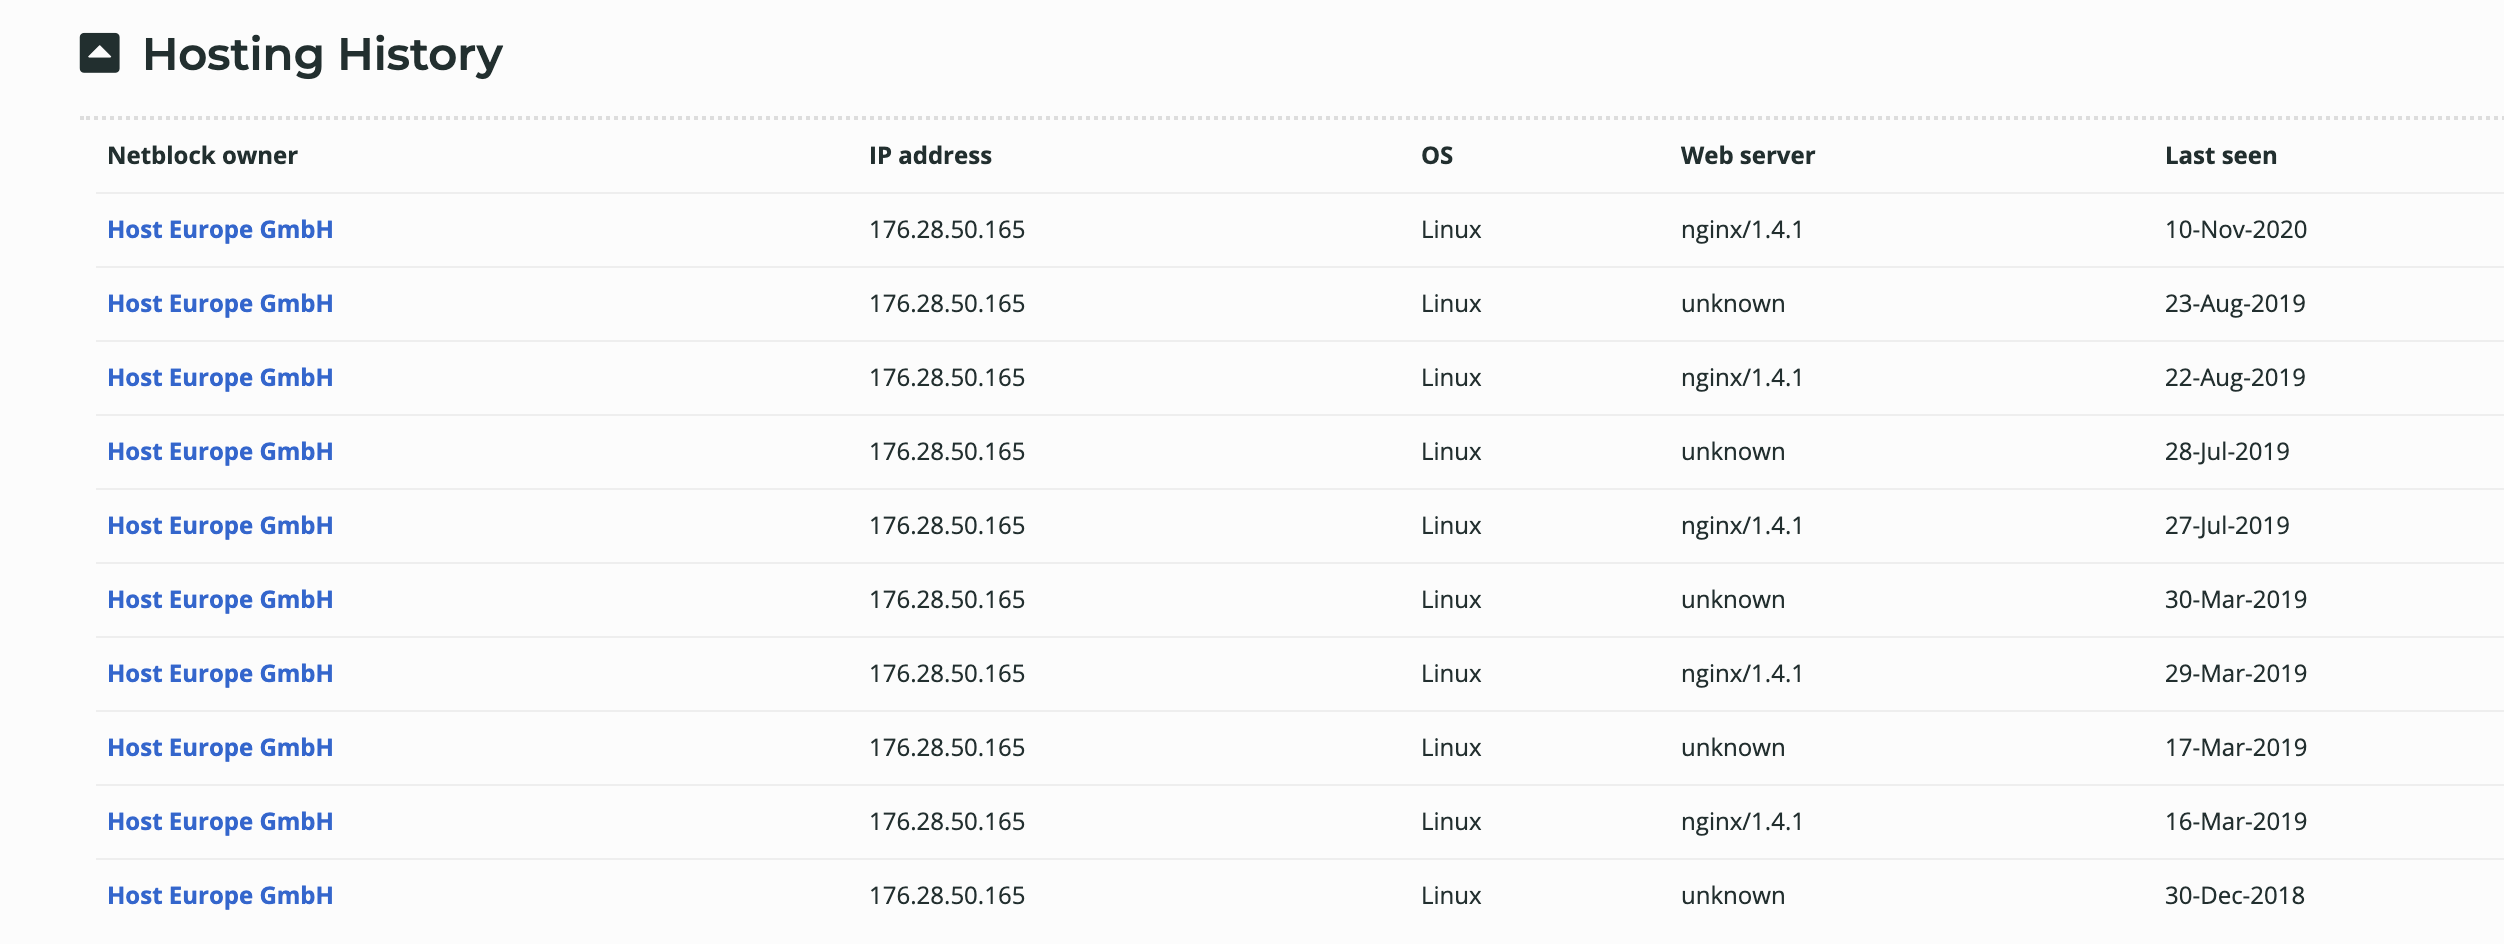 Hosting History
Netblock owner IP address OS Web server Last seen
Host Europe GmbH 176.28.50.165 Linux nginx/1.4.1 10-Nov-2020
Host Europe GmbH 176.28.50.165 Linux unknown 23-Aug-2019
Host Europe GmbH 176.28.50.165 Linux nginx/1.4.1 22-Aug-2019
Host Europe GmbH 176.28.50.165 Linux unknown 28-Jul-2019
Host Europe GmbH 176.28.50.165 Linux nginx/1.4.1 27-Jul-2019
Host Europe GmbH 176.28.50.165 Linux unknown 30-Mar-2019
Host Europe GmbH 176.28.50.165 Linux nginx/1.4.1 29-Mar-2019
Host Europe GmbH 176.28.50.165 Linux unknown 17-Mar-2019
Host Europe GmbH 176.28.50.165 Linux nginx/1.4.1 16-Mar-2019
Host Europe GmbH 176.28.50.165 Linux unknown 30-Dec-2018